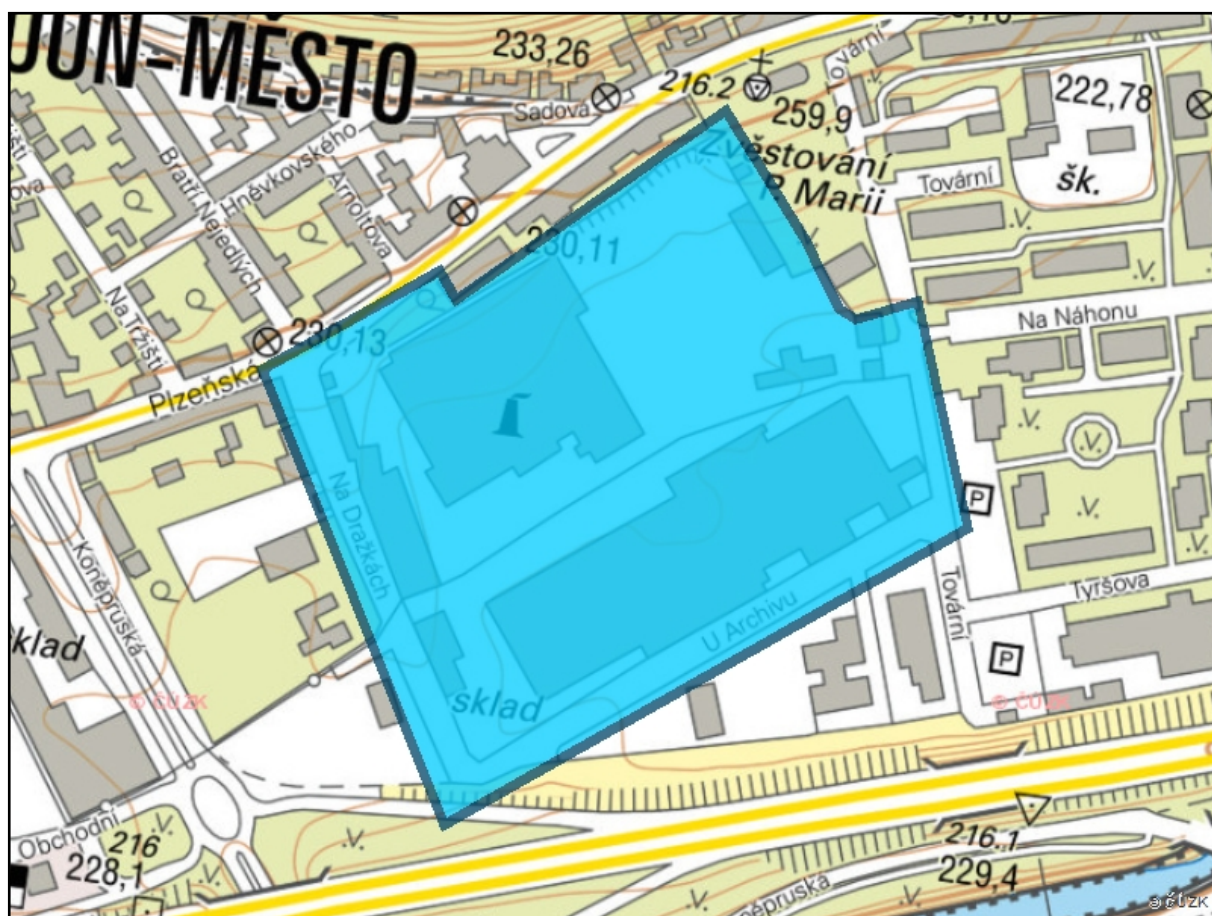 OUN-MĚSTO
233,26
Sadová
216.2
259,9
Tovární
222,78
Zvěstování
P. Marii
Tovární
šk.
Hněvkovského
Arnoltova
Bratří Nejedlých
Na Tržišti
230,11
230,13
Plzeňská
Na Náhonu
Na Dražkách
Koněpruská
sklad
P
Tovární
Tyršova
U Archivu
P
sklad
© ČÚZK
© ČÚZK
Obchodní
216
228,1
216.1
229,4
Koněpruská
© ČÚZK